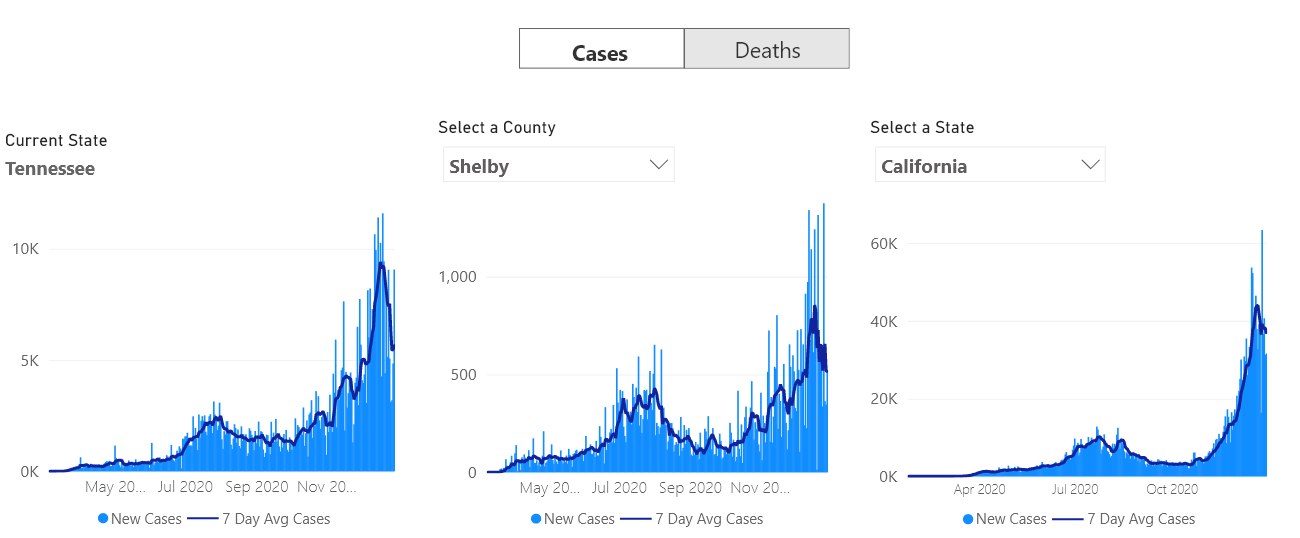 Cases
Deaths
Current State
Tennessee
Select a County
Shelby
Select a State
California
10K
5K
0K
May 20...
Jul 2020
Sep 2020
Nov 20...
New Cases
7 Day Avg Cases
1,000
500
0
May 20...
Jul 2020
Sep 2020
Nov 20...
New Cases
7 Day Avg Cases
60K
40K
20K
0K
Apr 2020
Jul 2020
Oct 2020
New Cases
7 Day Avg Cases